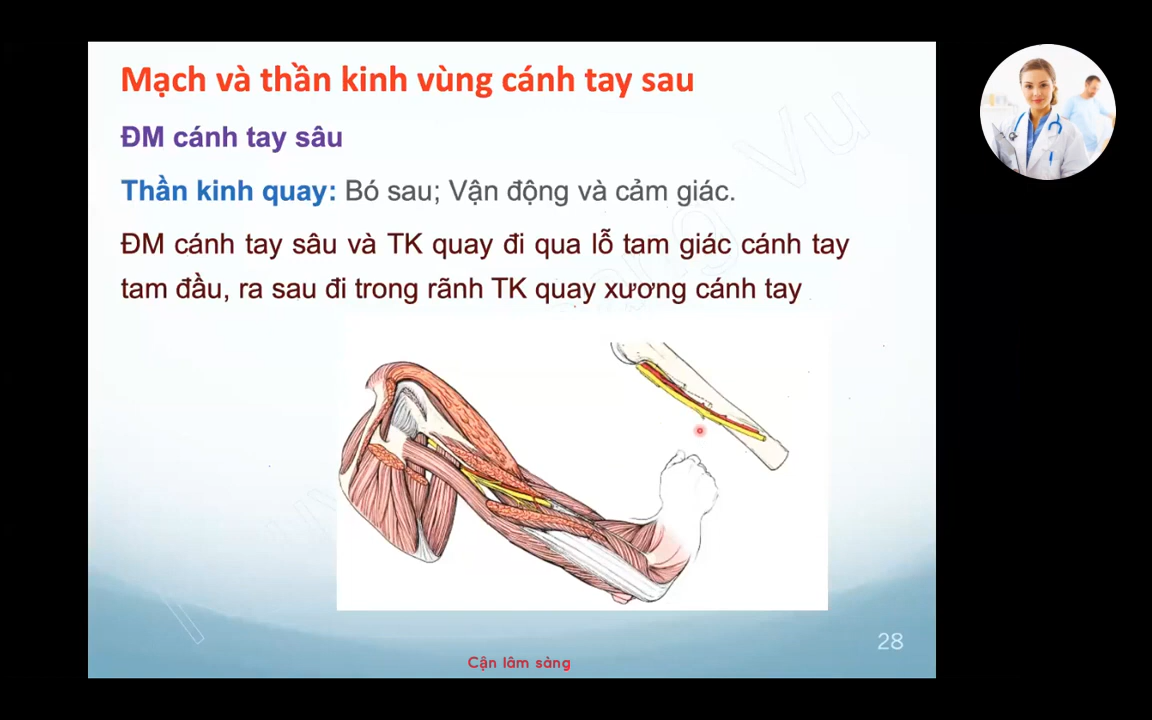 Mạch và thần kinh vùng cánh tay sau
ĐM cánh tay sâu
Thần kinh quay: Bó sau; Vận động và cảm giác.
ĐM cánh tay sâu và TK quay đi qua lỗ tam giác cánh tay
tam đầu, ra sau đi trong rãnh TK quay xương cánh tay
28
Cận lâm sàng